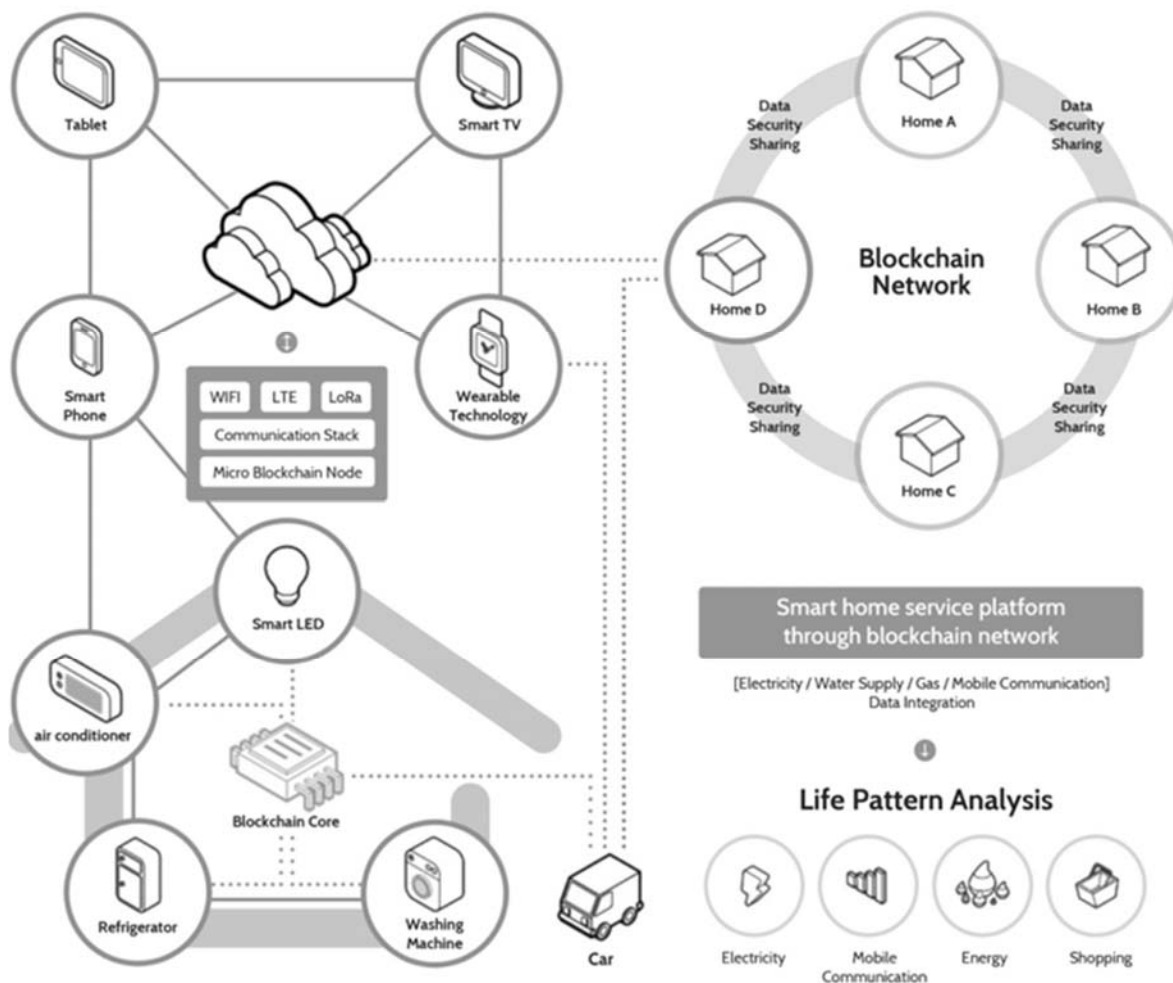 Tablet
Smart TV
Smart
Phone
Wearable
Technology
WIFI
LTE
LoRa
Communication Stack
Micro Blockchain Node
Smart LED
air conditioner
Blockchain Core
Refrigerator
Washing
Machine
Car
Home A
Data
Security
Sharing
Data
Security
Sharing
Home D
Blockchain
Network
Home B
Data
Security
Sharing
Data
Security
Sharing
Home C
Smart home service platform
through blockchain network
[Electricity / Water Supply / Gas / Mobile Communication]
Data Integration
Life Pattern Analysis
Electricity
Mobile
Communication
Energy
Shopping